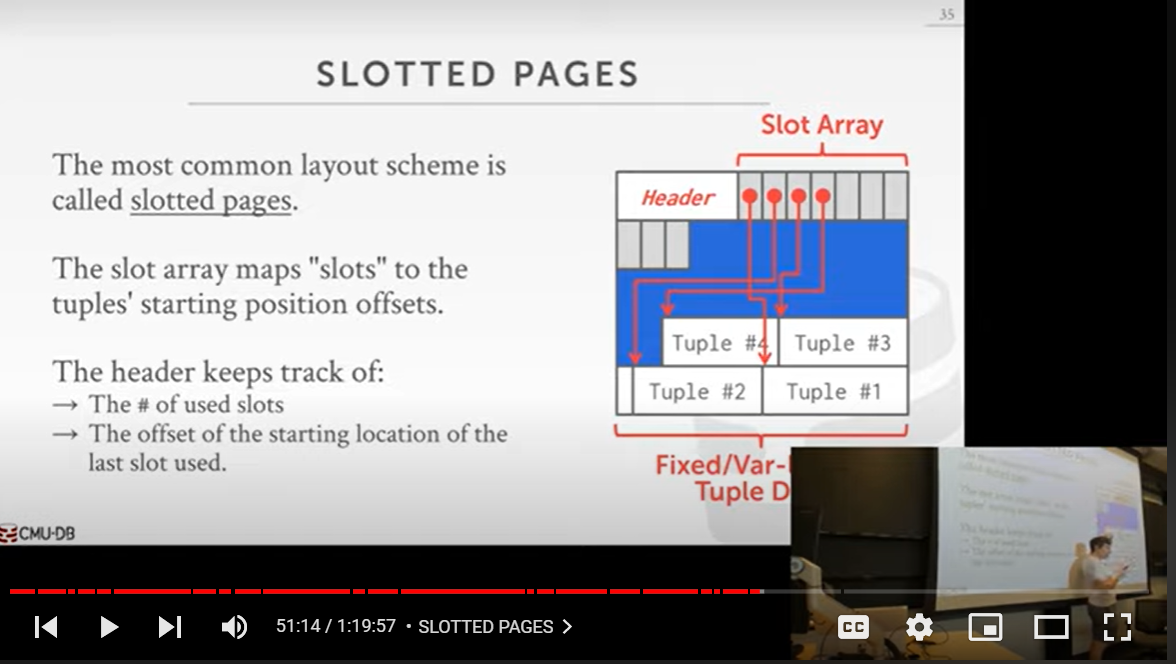 35
SLOTTED PAGES
The most common layout scheme is
called slotted pages.
The slot array maps "slots" to the
tuples' starting position offsets.
The header keeps track of:
→ The # of used slots
→ The offset of the starting location of the
last slot used.
Slot Array
Header
Tuple #4
Tuple #3
Tuple #2
Tuple #1
Fixed/Var-
Tuple D
CMU·DB
51:14 / 1:19:57 • SLOTTED PAGES >
CC